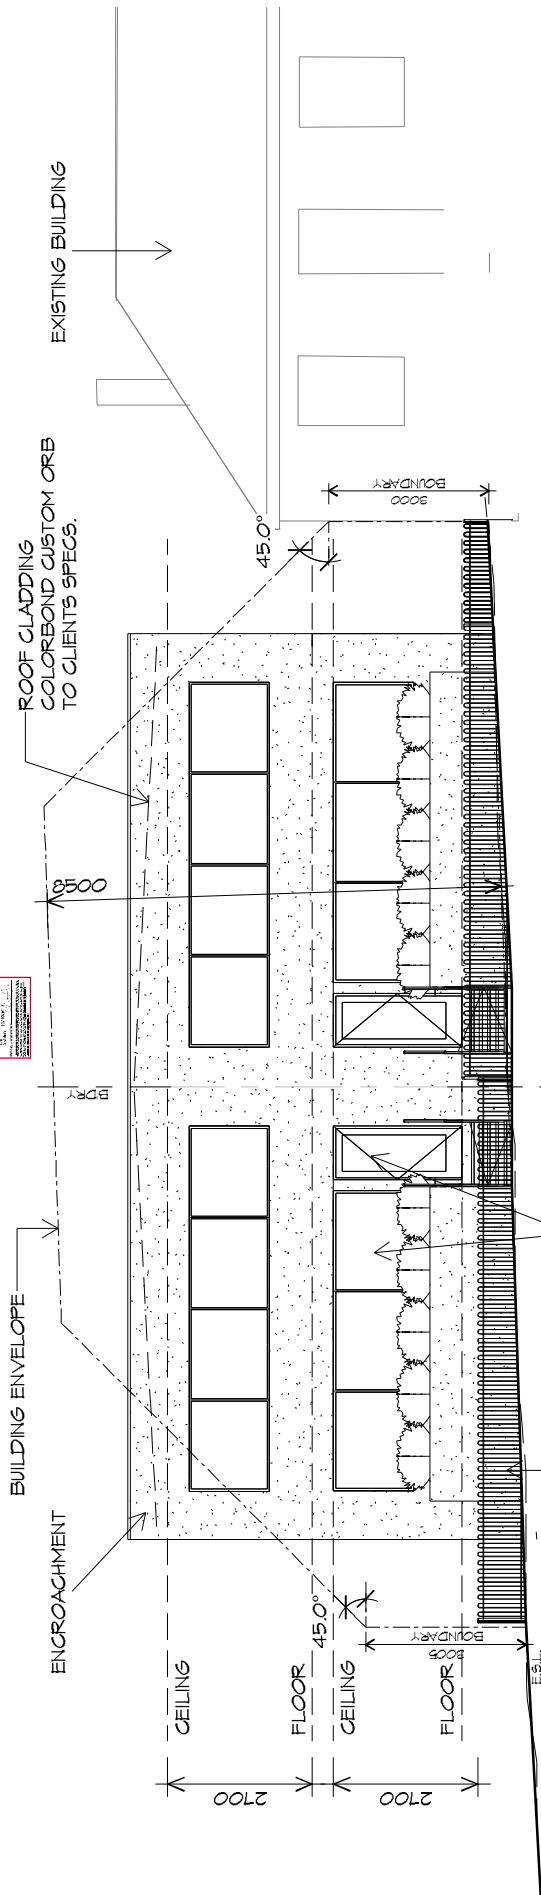 EXISTING BUILDING
ROOF CLADDING
COLORBOND CUSTOM ORB
TO CLIENTS SPECS.
BUILDING ENVELOPE
ENCROACHMENT
45.0°
3000
BOUNDARY
8500
BDRY
45.0°
3005
BOUNDARY
CEILING
FLOOR
CEILING
FLOOR
2700
2700
E.S.L.